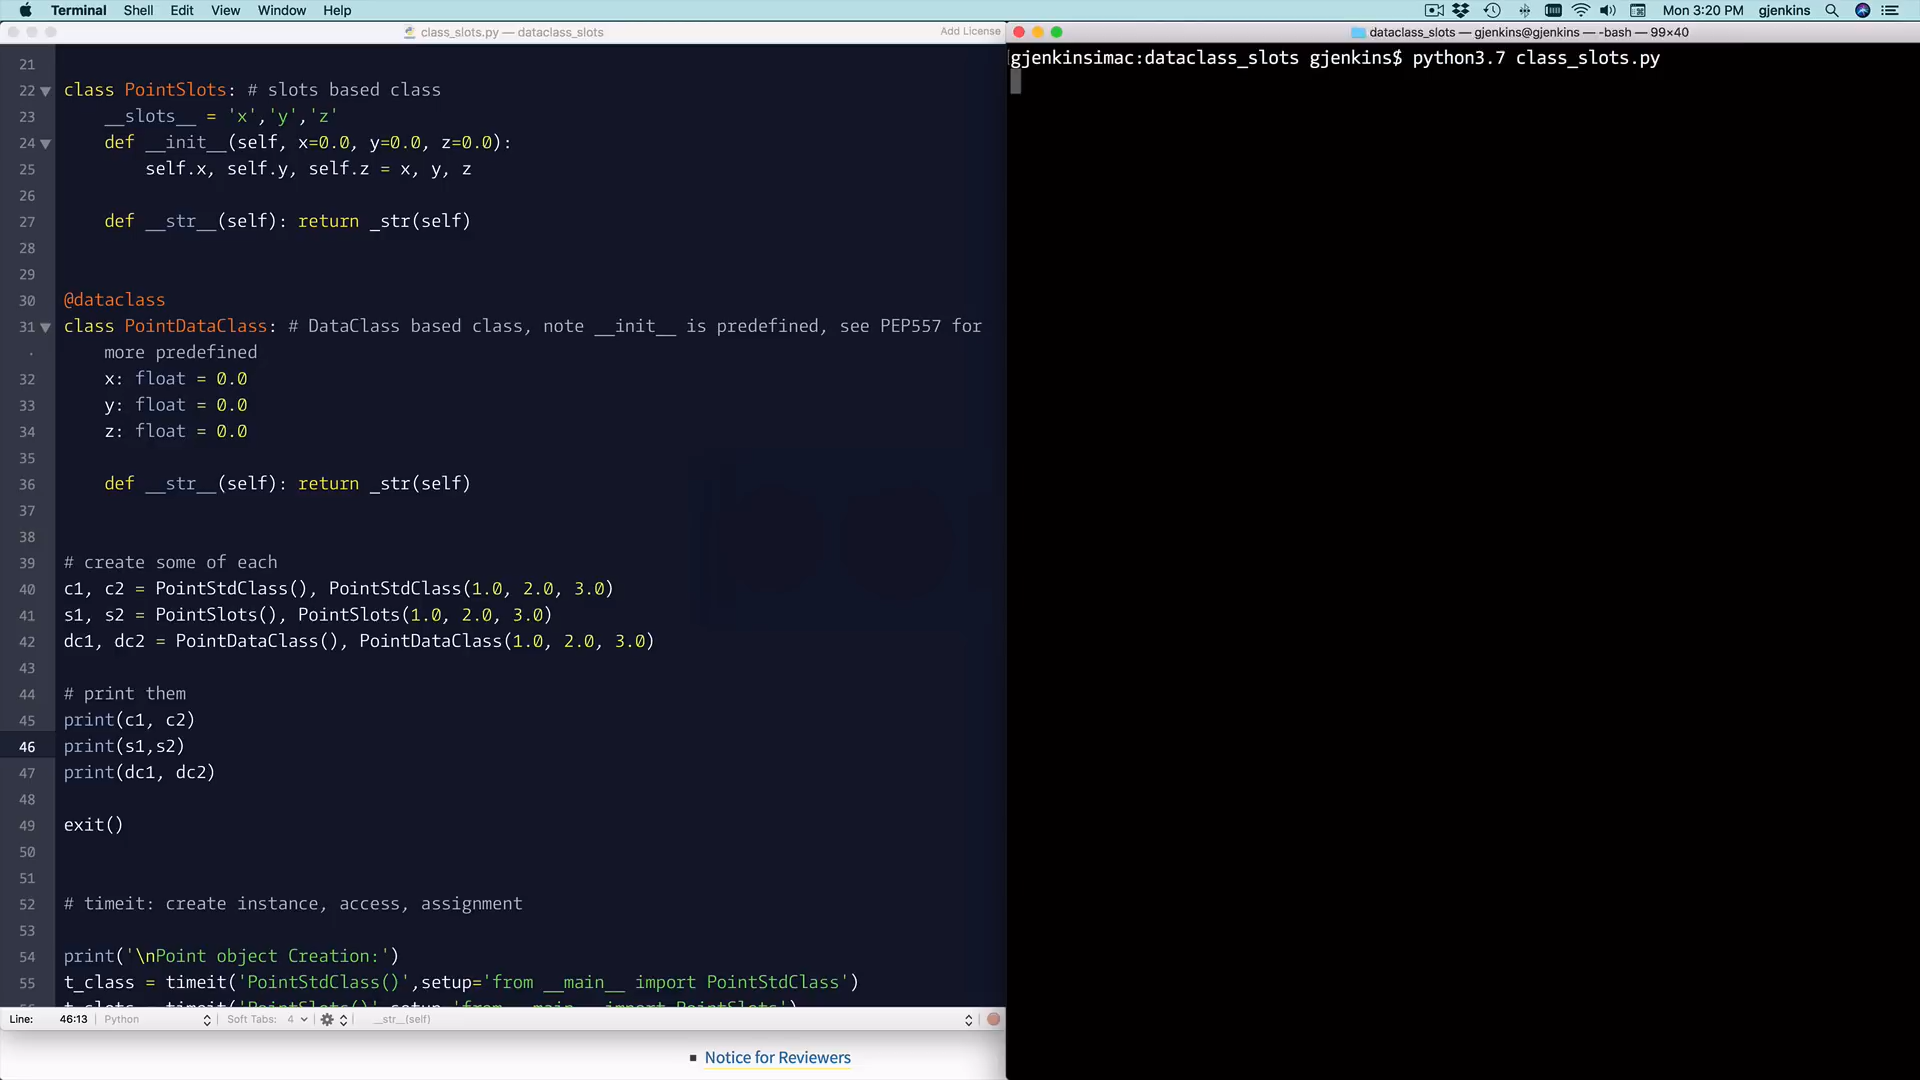 Terminal Shell Edit View Window Help
Mon 3:20 PM gjenkins
class_slots.py — dataclass_slots
Add License
21
22 class PointSlots: # slots based class
23 __slots__ = 'x','y','z'
24 def __init__(self, x=0.0, y=0.0, z=0.0):
25 self.x, self.y, self.z = x, y, z
26
27 def __str__(self): return _str(self)
28
29
30 @dataclass
31 class PointDataClass: # DataClass based class, note __init__ is predefined, see PEP557 for
· more predefined
32 x: float = 0.0
33 y: float = 0.0
34 z: float = 0.0
35
36 def __str__(self): return _str(self)
37
38
39 # create some of each
40 c1, c2 = PointStdClass(), PointStdClass(1.0, 2.0, 3.0)
41 s1, s2 = PointSlots(), PointSlots(1.0, 2.0, 3.0)
42 dc1, dc2 = PointDataClass(), PointDataClass(1.0, 2.0, 3.0)
43
44 # print them
45 print(c1, c2)
46 print(s1,s2)
47 print(dc1, dc2)
48
49 exit()
50
51
52 # timeit: create instance, access, assignment
53
54 print('\nPoint object Creation:')
55 t_class = timeit('PointStdClass()',setup='from __main__ import PointStdClass')
56 t_slots = timeit('PointSlots()',setup='from __main__ import PointSlots')
Line: 46:13 Python Soft Tabs: 4 __str__(self)
▪ Notice for Reviewers
dataclass_slots — gjenkins@gjenkins — -bash — 99×40
gjenkinsimac:dataclass_slots gjenkins$ python3.7 class_slots.py